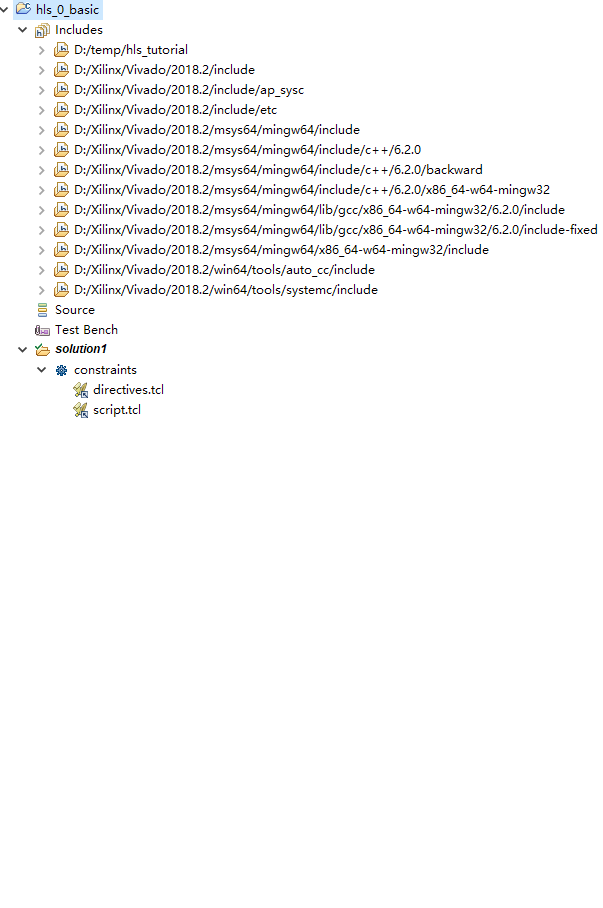 hls_0_basic
Includes
D:/temp/hls_tutorial
D:/Xilinx/Vivado/2018.2/include
D:/Xilinx/Vivado/2018.2/include/ap_sysc
D:/Xilinx/Vivado/2018.2/include/etc
D:/Xilinx/Vivado/2018.2/msys64/mingw64/include
D:/Xilinx/Vivado/2018.2/msys64/mingw64/include/c++/6.2.0
D:/Xilinx/Vivado/2018.2/msys64/mingw64/include/c++/6.2.0/backward
D:/Xilinx/Vivado/2018.2/msys64/mingw64/include/c++/6.2.0/x86_64-w64-mingw32
D:/Xilinx/Vivado/2018.2/msys64/mingw64/lib/gcc/x86_64-w64-mingw32/6.2.0/include
D:/Xilinx/Vivado/2018.2/msys64/mingw64/lib/gcc/x86_64-w64-mingw32/6.2.0/include-fixed
D:/Xilinx/Vivado/2018.2/msys64/mingw64/x86_64-w64-mingw32/include
D:/Xilinx/Vivado/2018.2/win64/tools/auto_cc/include
D:/Xilinx/Vivado/2018.2/win64/tools/systemc/include
Source
Test Bench
solution1
constraints
directives.tcl
script.tcl